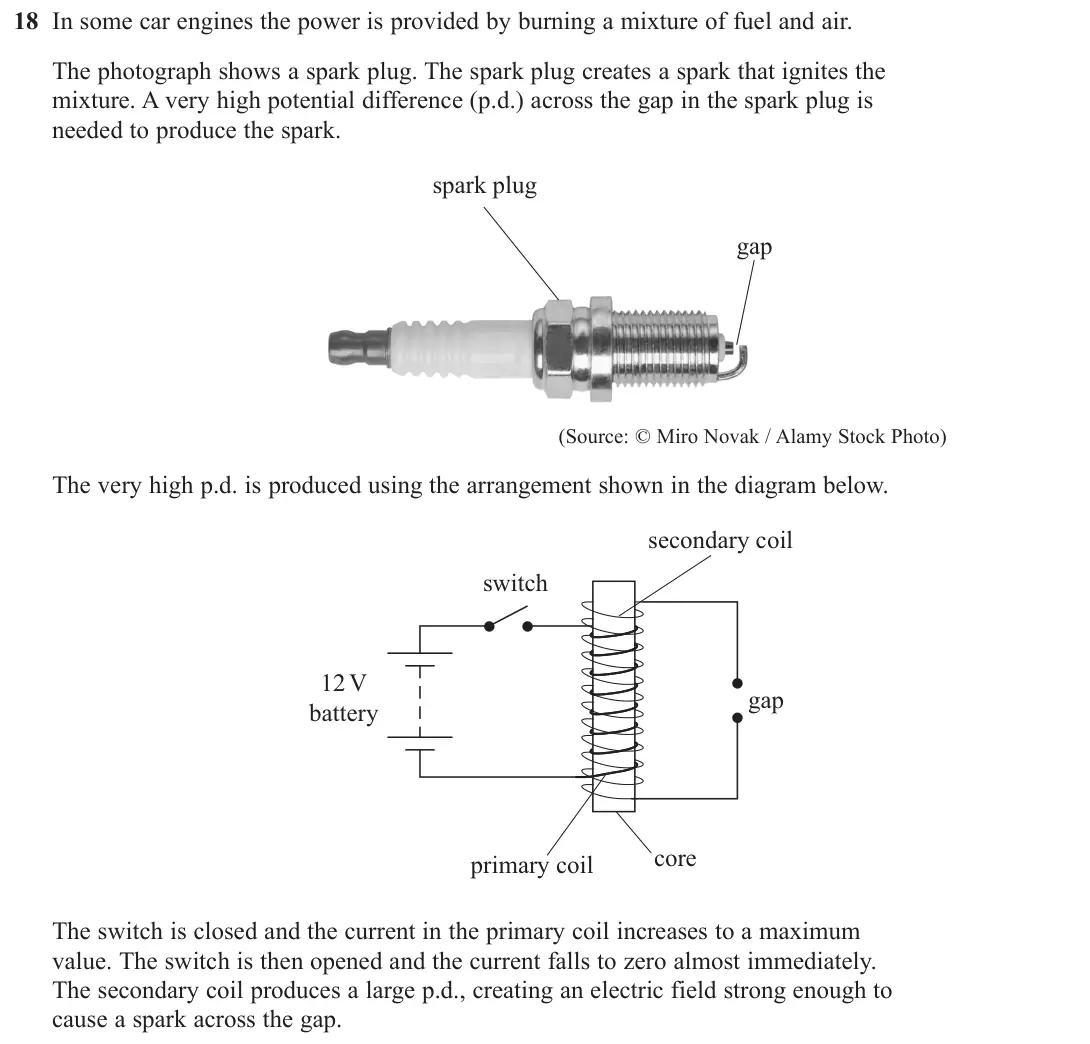 18 In some car engines the power is provided by burning a mixture of fuel and air.
The photograph shows a spark plug. The spark plug creates a spark that ignites the
mixture. A very high potential difference (p.d.) across the gap in the spark plug is
needed to produce the spark.
spark plug
gap
(Source: © Miro Novak / Alamy Stock Photo)
The very high p.d. is produced using the arrangement shown in the diagram below.
secondary coil
switch
12 V
battery
gap
primary coil
core
The switch is closed and the current in the primary coil increases to a maximum
value. The switch is then opened and the current falls to zero almost immediately.
The secondary coil produces a large p.d., creating an electric field strong enough to
cause a spark across the gap.